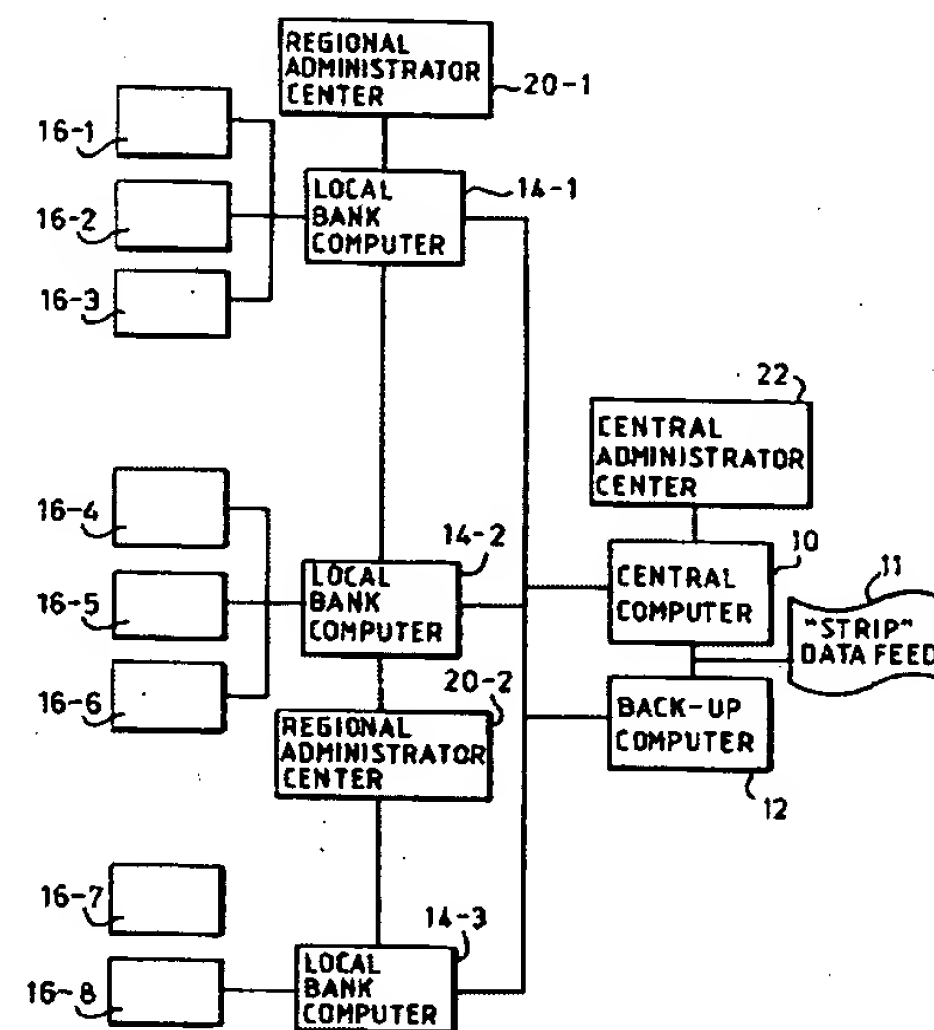 REGIONAL
ADMINISTRATOR
CENTER
20-1
16-1
16-2
16-3
LOCAL
BANK
COMPUTER
14-1
22
CENTRAL
ADMINISTRATOR
CENTER
16-4
16-5
16-6
LOCAL
BANK
COMPUTER
14-2
CENTRAL
COMPUTER
10
11
"STRIP"
DATA FEED
20-2
REGIONAL
ADMINISTRATOR
CENTER
BACK-UP
COMPUTER
12
16-7
16-8
14-3
LOCAL
BANK
COMPUTER